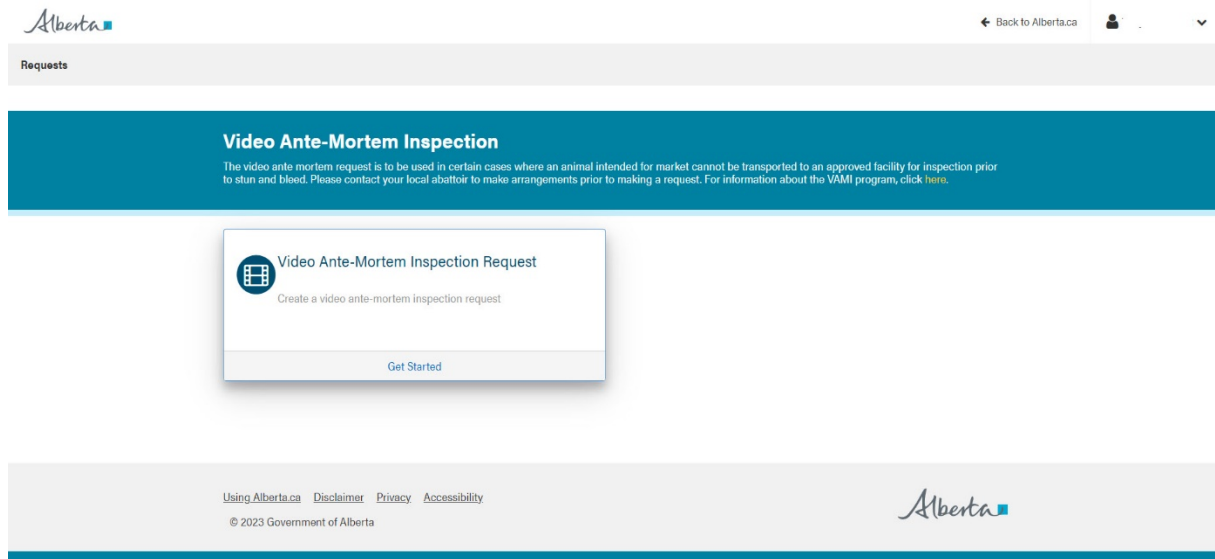 Alberta
Back to Alberta.ca
Requests
Video Ante-Mortem Inspection
The video ante mortem request is to be used in certain cases where an animal intended for market cannot be transported to an approved facility for inspection prior
to stun and bleed. Please contact your local abattoir to make arrangements prior to making a request. For information about the VAMI program, click here.
Video Ante-Mortem Inspection Request
Create a video ante-mortem inspection request
Get Started
Using Alberta.ca Disclaimer Privacy Accessibility
© 2023 Government of Alberta
Alberta